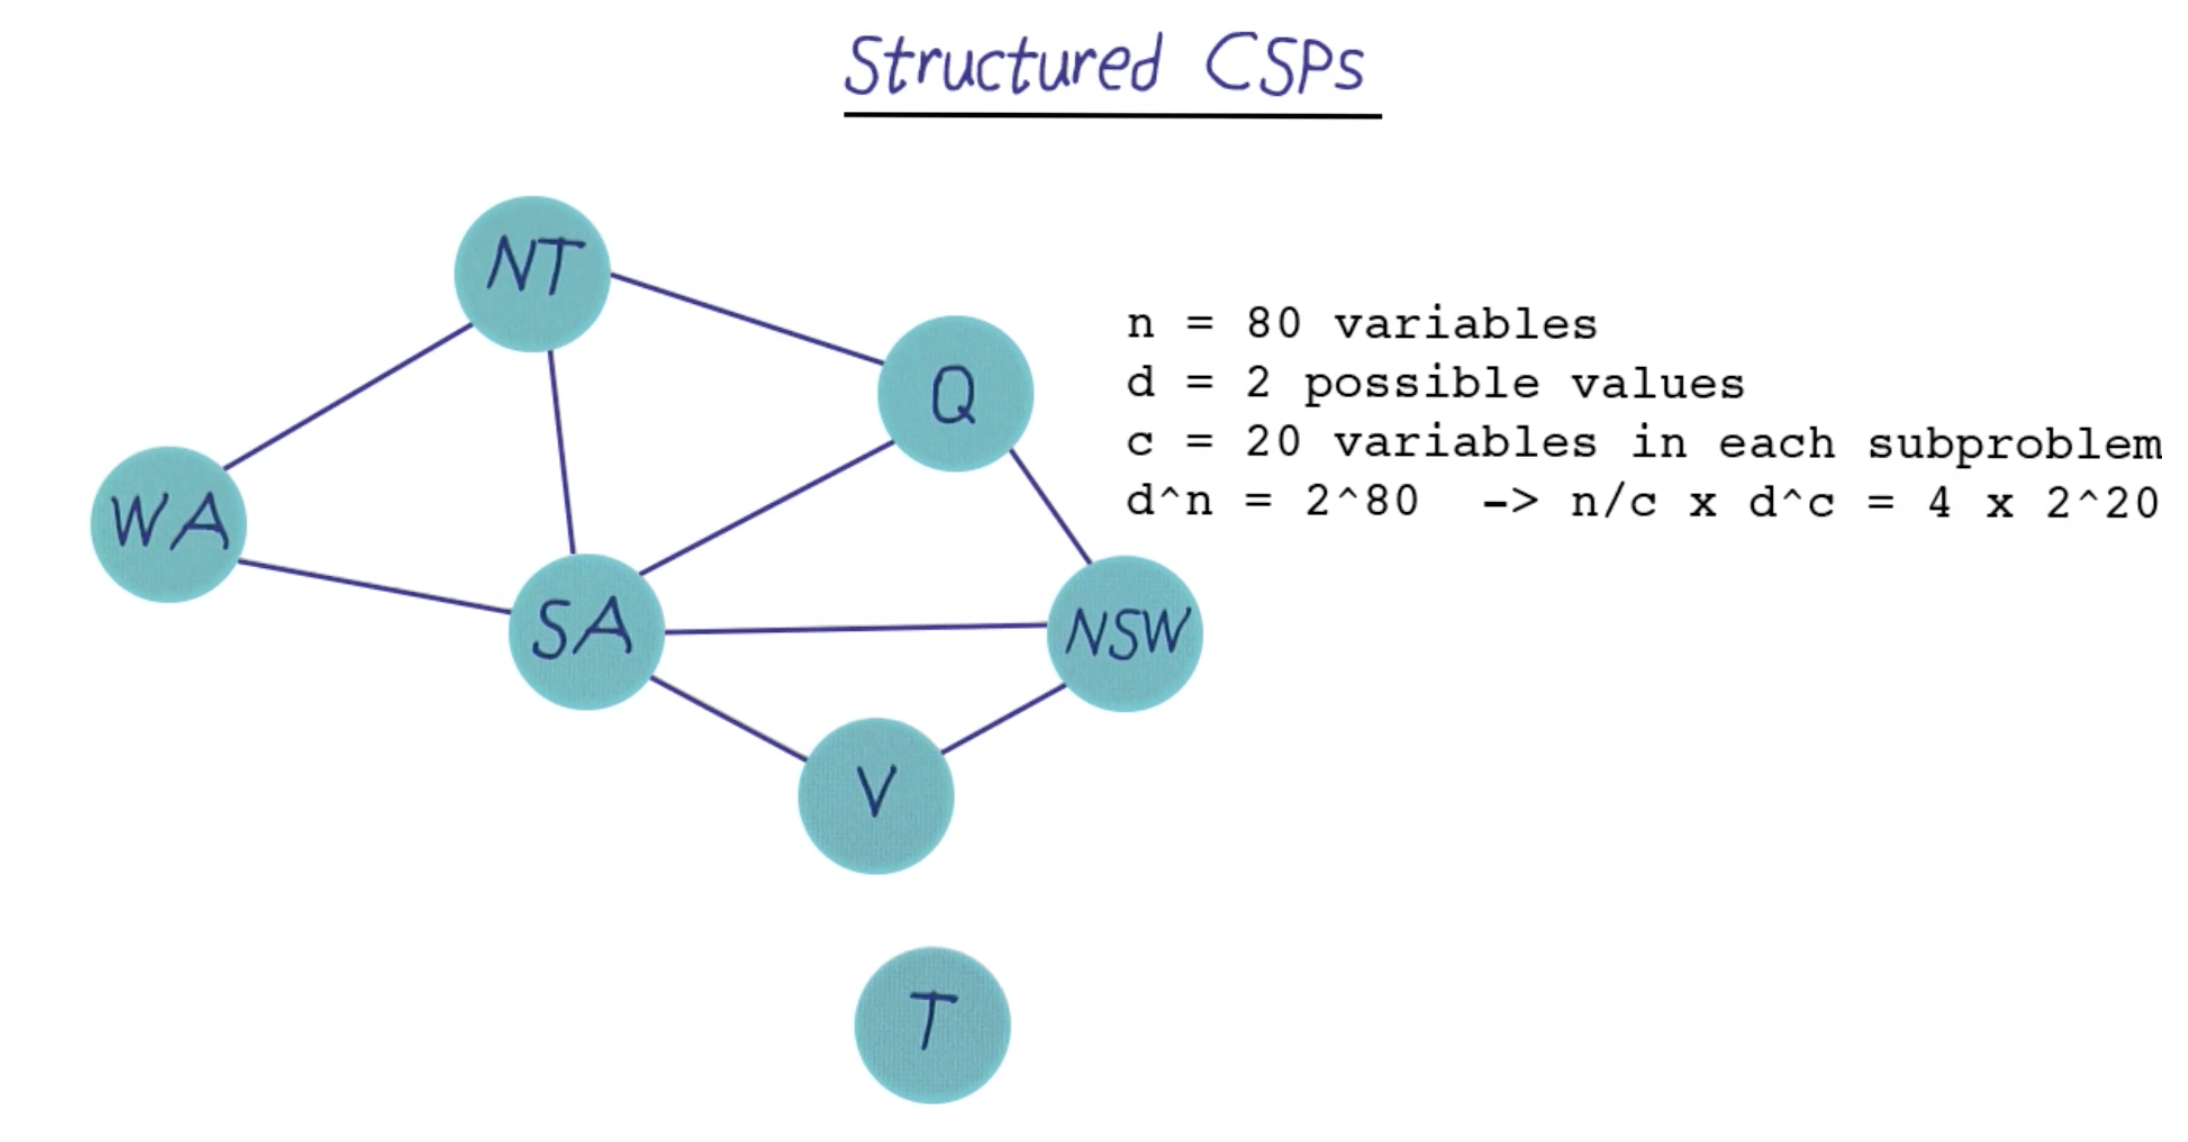 Structured CSPs
NT
Q
n = 80 variables
d = 2 possible values
c = 20 variables in each subproblem
d^n = 2^80 -> n/c x d^c = 4 x 2^20
WA
SA
NSW
V
T